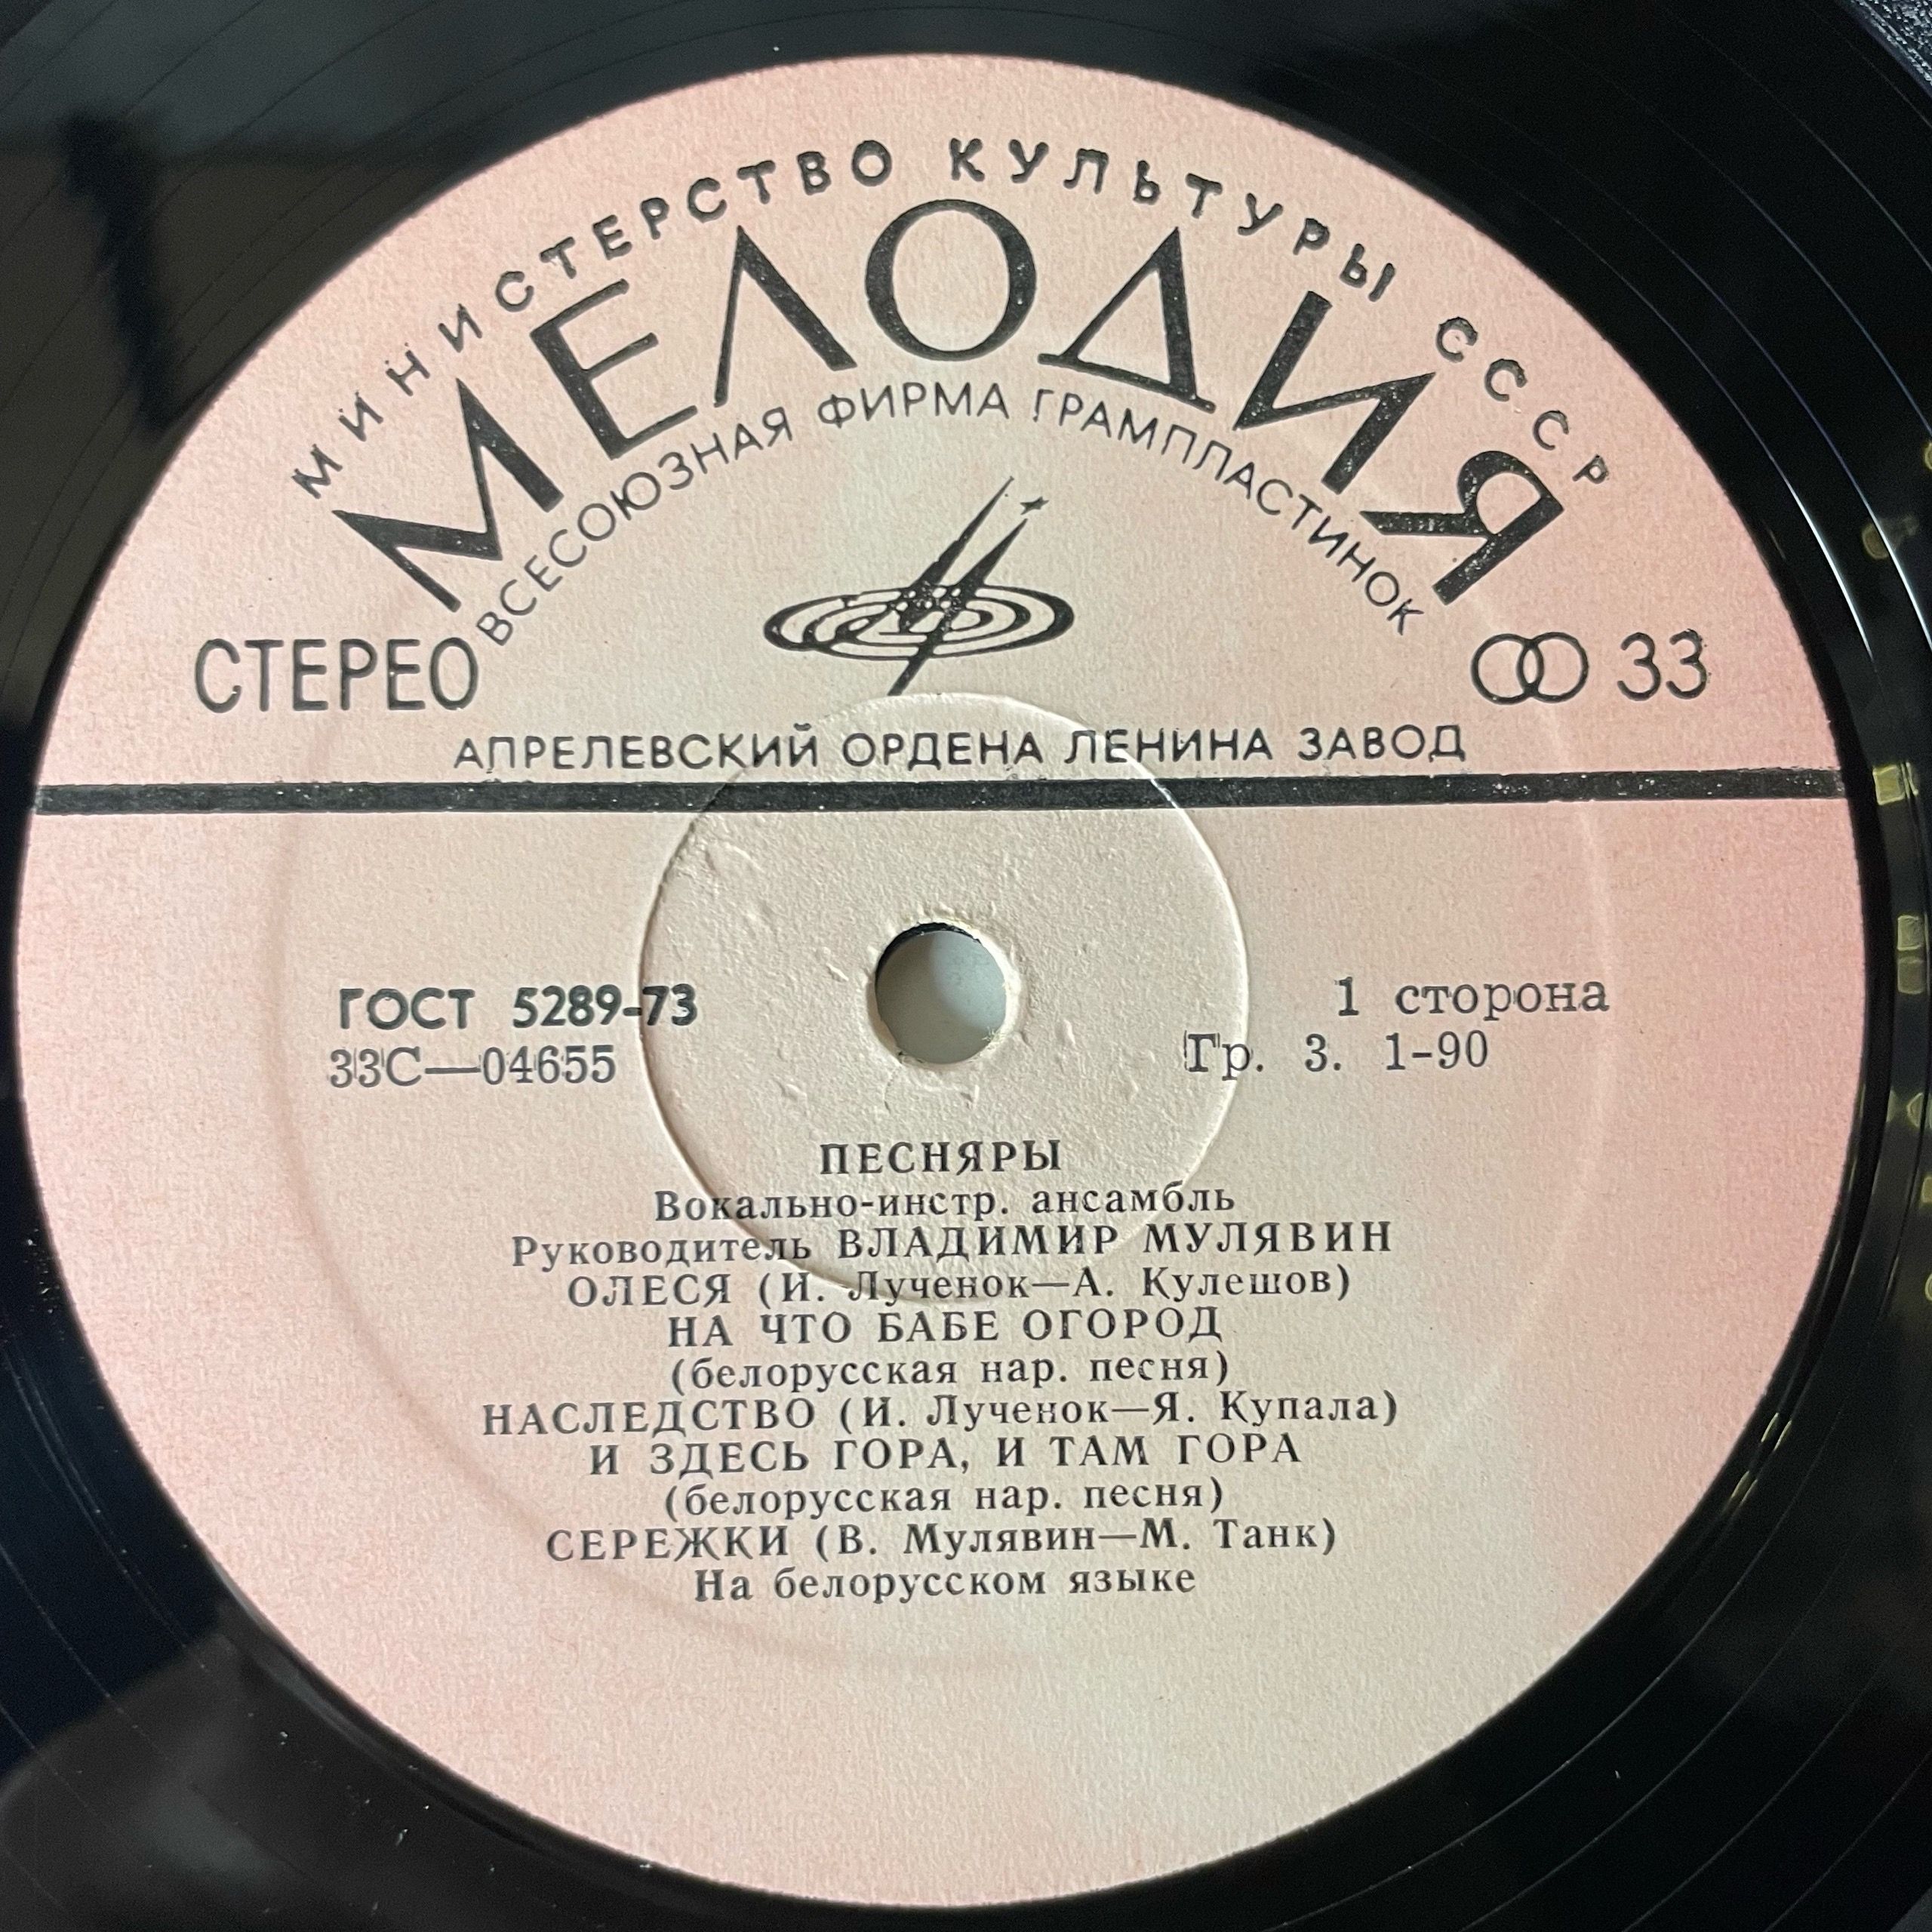 МИНИСТЕРСТВО КУЛЬТУРЫ СССР
МЕЛОДИЯ
ВСЕСОЮЗНАЯ ФИРМА ГРАМПЛАСТИНОК
СТЕРЕО
33
АПРЕЛЕВСКИЙ ОРДЕНА ЛЕНИНА ЗАВОД
ГОСТ 5289-73
33С—04655
1 сторона
Гр. 3. 1-90
ПЕСНЯРЫ
Вокально-инстр. ансамбль
Руководитель ВЛАДИМИР МУЛЯВИН
ОЛЕСЯ (И. Лученок—А. Кулешов)
НА ЧТО БАБЕ ОГОРОД
(белорусская нар. песня)
НАСЛЕДСТВО (И. Лученок—Я. Купала)
И ЗДЕСЬ ГОРА, И ТАМ ГОРА
(белорусская нар. песня)
СЕРЕЖКИ (В. Мулявин—М. Танк)
На белорусском языке